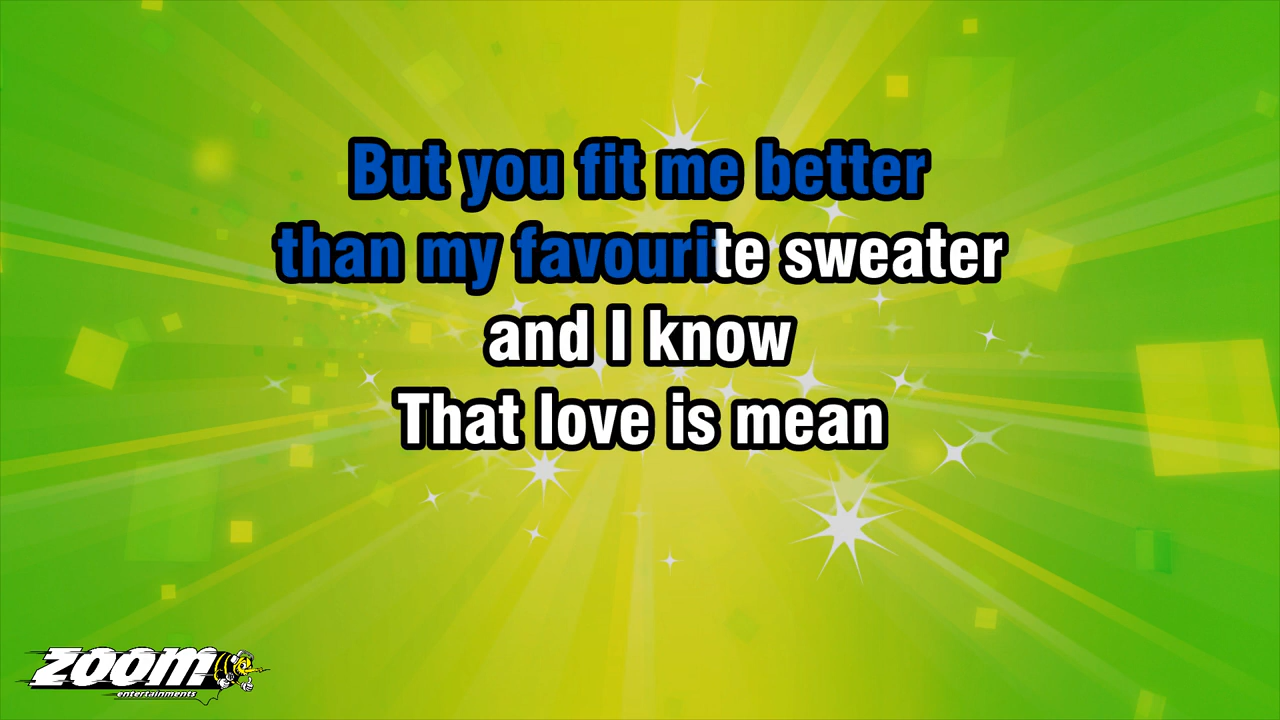 But you fit me better
than my favourite sweater
and I know
That love is mean
ZOOM
entertainments